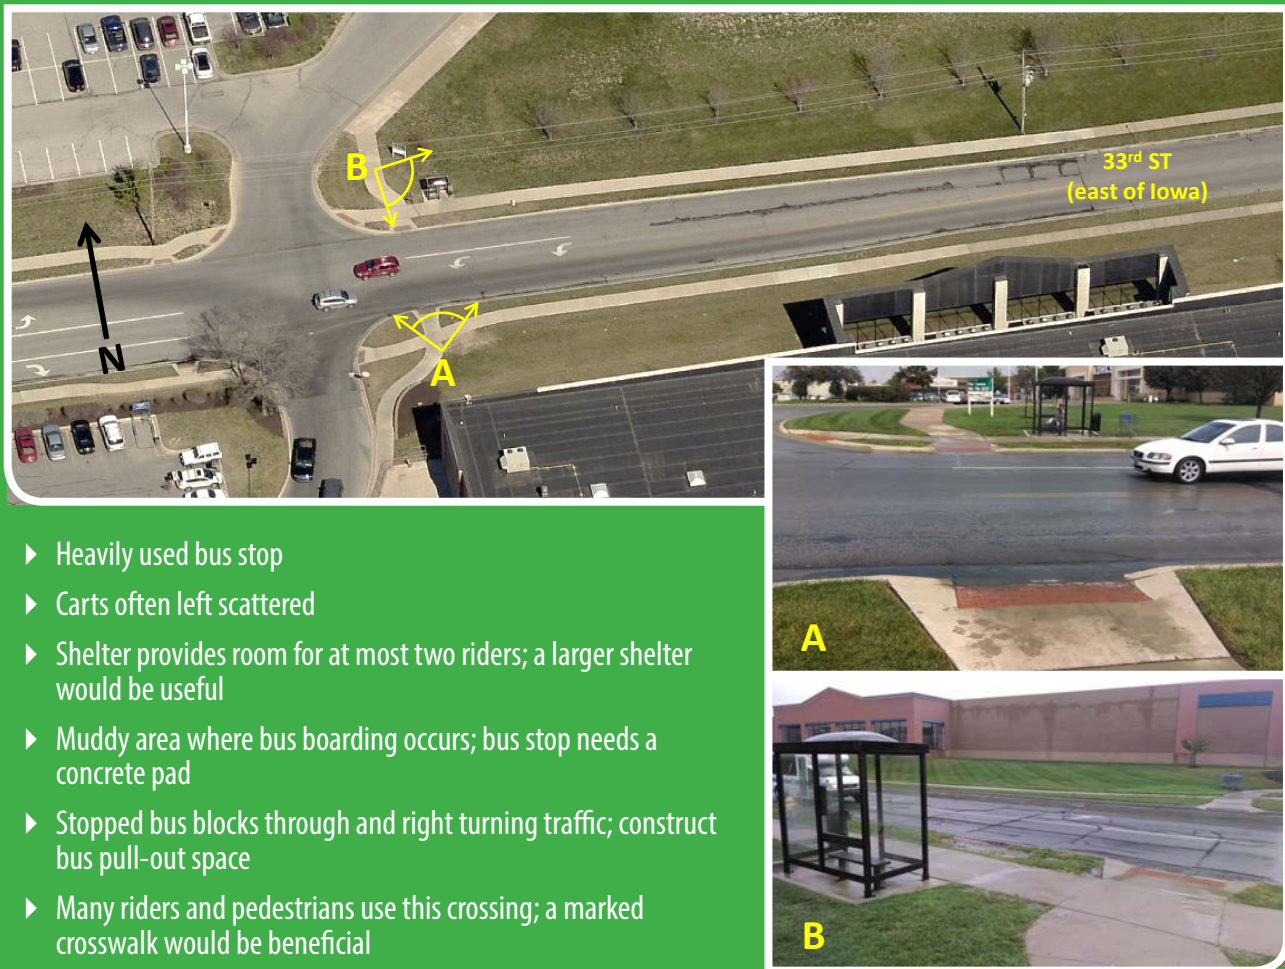 B
33rd ST
(east of Iowa)
N
A
▶ Heavily used bus stop
▶ Carts often left scattered
▶ Shelter provides room for at most two riders; a larger shelter
would be useful
▶ Muddy area where bus boarding occurs; bus stop needs a
concrete pad
▶ Stopped bus blocks through and right turning traffic; construct
bus pull-out space
▶ Many riders and pedestrians use this crossing; a marked
crosswalk would be beneficial
A
B